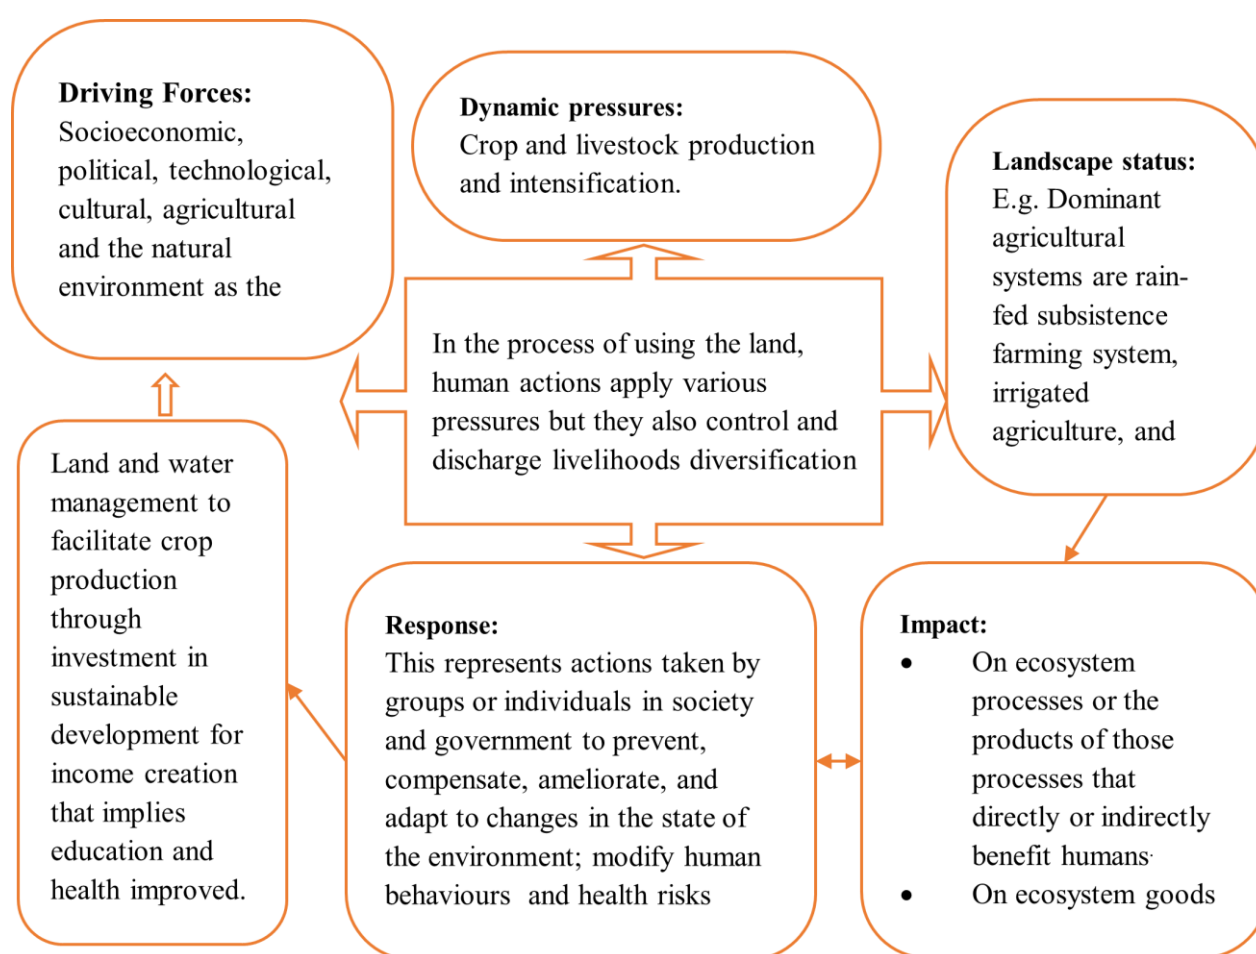 Driving Forces:
Socioeconomic,
political, technological,
cultural, agricultural
and the natural
environment as the
Dynamic pressures:
Crop and livestock production
and intensification.
Landscape status:
E.g. Dominant
agricultural
systems are rain-
fed subsistence
farming system,
irrigated
agriculture, and
In the process of using the land,
human actions apply various
pressures but they also control and
discharge livelihoods diversification
Land and water
management to
facilitate crop
production
through
investment in
sustainable
development for
income creation
that implies
education and
health improved.
Response:
This represents actions taken by
groups or individuals in society
and government to prevent,
compensate, ameliorate, and
adapt to changes in the state of
the environment; modify human
behaviours and health risks
Impact:
• On ecosystem
processes or the
products of those
processes that
directly or indirectly
benefit humans.
• On ecosystem goods